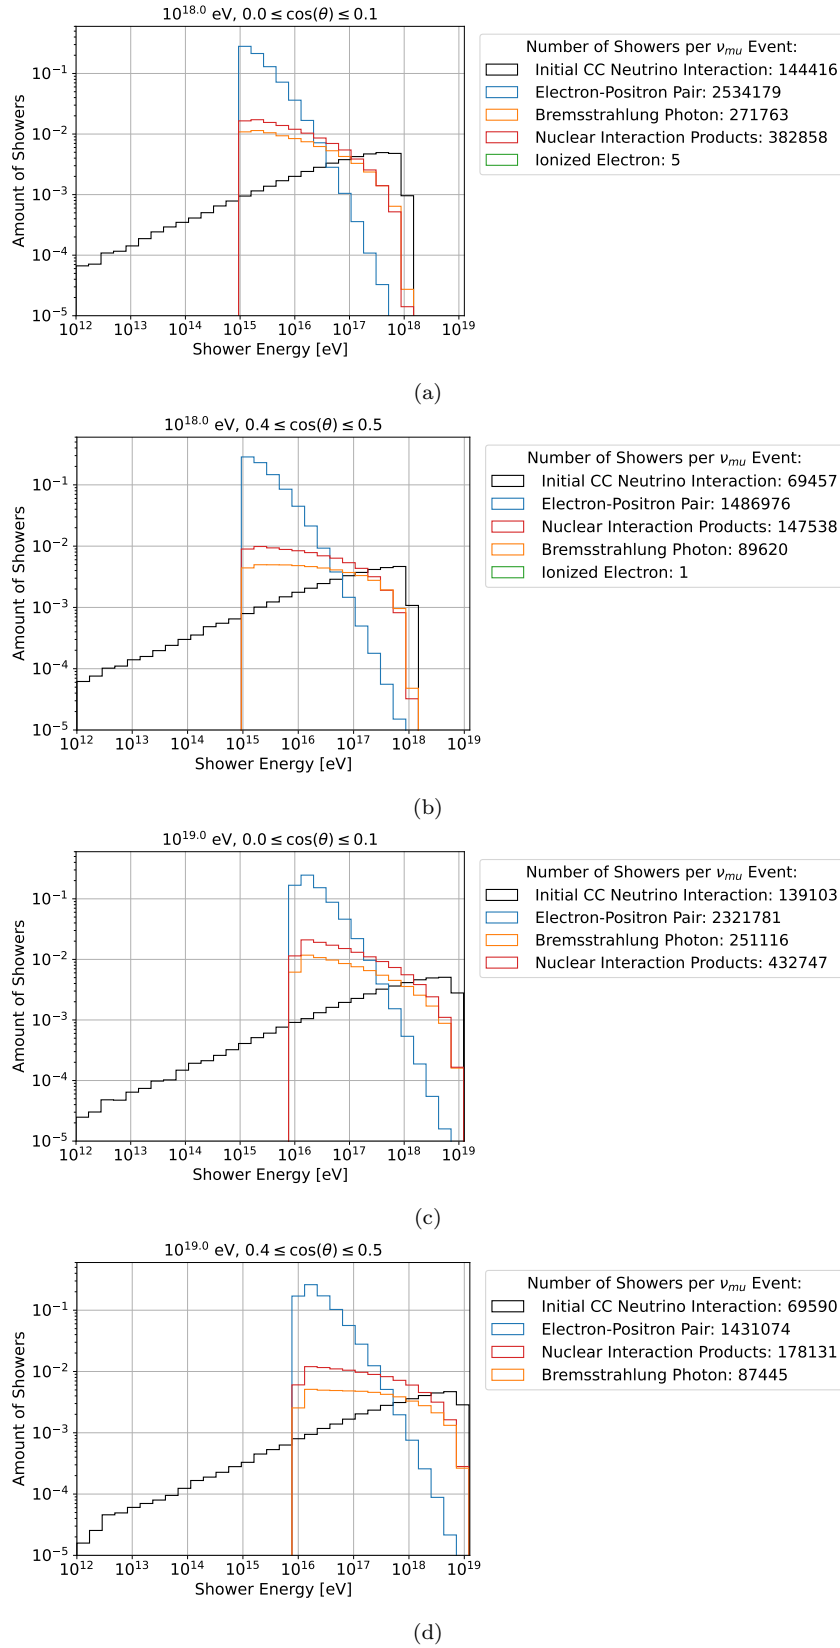 10^18.0 eV, 0.0 ≤ cos(θ) ≤ 0.1
Amount of Showers
10^−1
10^−2
10^−3
10^−4
10^−5
10^12 10^13 10^14 10^15 10^16 10^17 10^18 10^19
Shower Energy [eV]
Number of Showers per ν_mu Event:
Initial CC Neutrino Interaction: 144416
Electron-Positron Pair: 2534179
Bremsstrahlung Photon: 271763
Nuclear Interaction Products: 382858
Ionized Electron: 5
(a)
10^18.0 eV, 0.4 ≤ cos(θ) ≤ 0.5
Amount of Showers
10^−1
10^−2
10^−3
10^−4
10^−5
10^12 10^13 10^14 10^15 10^16 10^17 10^18 10^19
Shower Energy [eV]
Number of Showers per ν_mu Event:
Initial CC Neutrino Interaction: 69457
Electron-Positron Pair: 1486976
Nuclear Interaction Products: 147538
Bremsstrahlung Photon: 89620
Ionized Electron: 1
(b)
10^19.0 eV, 0.0 ≤ cos(θ) ≤ 0.1
Amount of Showers
10^−1
10^−2
10^−3
10^−4
10^−5
10^12 10^13 10^14 10^15 10^16 10^17 10^18 10^19
Shower Energy [eV]
Number of Showers per ν_mu Event:
Initial CC Neutrino Interaction: 139103
Electron-Positron Pair: 2321781
Bremsstrahlung Photon: 251116
Nuclear Interaction Products: 432747
(c)
10^19.0 eV, 0.4 ≤ cos(θ) ≤ 0.5
Amount of Showers
10^−1
10^−2
10^−3
10^−4
10^−5
10^12 10^13 10^14 10^15 10^16 10^17 10^18 10^19
Shower Energy [eV]
Number of Showers per ν_mu Event:
Initial CC Neutrino Interaction: 69590
Electron-Positron Pair: 1431074
Nuclear Interaction Products: 178131
Bremsstrahlung Photon: 87445
(d)